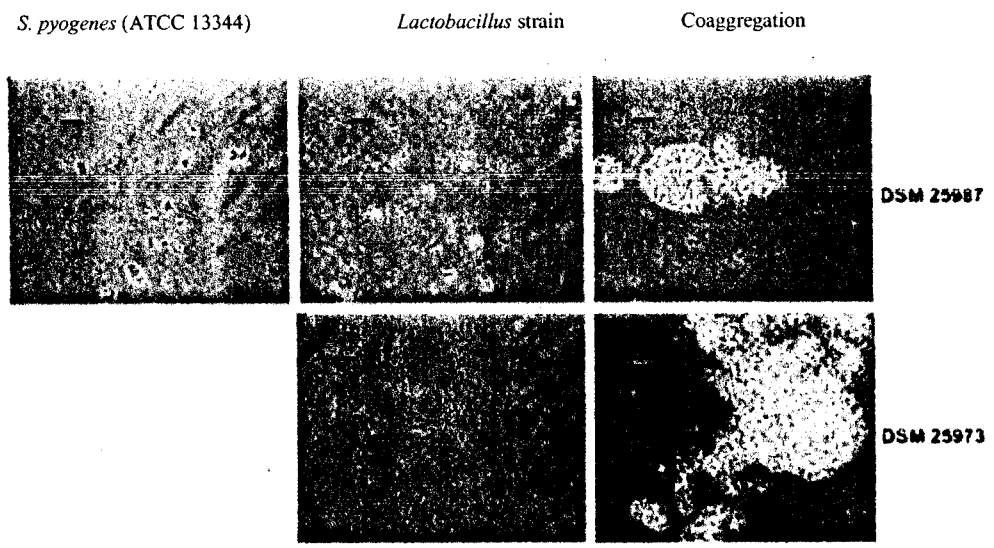 S. pyogenes (ATCC 13344) Lactobacillus strain Coaggregation
DSM 25987
DSM 25973